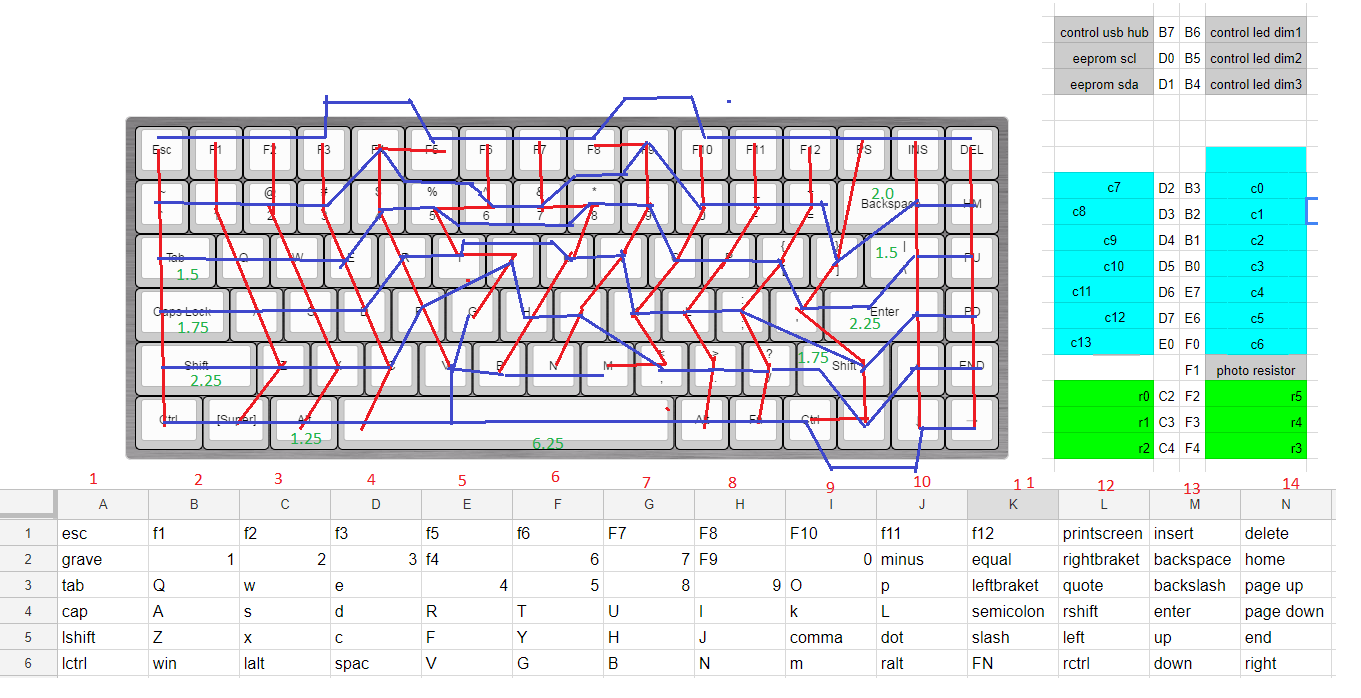 control usb hub B7 B6 control led dim1
eeprom scl D0 B5 control led dim2
eeprom sda D1 B4 control led dim3
c7 D2 B3 c0
c8 D3 B2 c1
c9 D4 B1 c2
c10 D5 B0 c3
c11 D6 E7 c4
c12 D7 E6 c5
c13 E0 F0 c6
F1 photo resistor
r0 C2 F2 r5
r1 C3 F3 r4
r2 C4 F4 r3
Esc F1 F2 F3 F5 F6 F7 F8 F9 F10 F11 F12 PS INS DEL
~ @ # $ % ^ & *
2.0
2 5 6 7 8 9 0 = Backspace HM
Tab Q W E R { } |
1.5 1.5
Caps Lock A S D F G H Enter PD
1.75 2.25
Shift Z X C V B N M , > . ? / 1.75 Shift END
2.25
Ctrl [Super] Alt Alt Fn Ctrl
1.25 6.25
1 2 3 4 5 6 7 8 9 10 11 12 13 14
A B C D E F G H I J K L M N
1 esc f1 f2 f3 f5 f6 F7 F8 F10 f11 f12 printscreen insert delete
2 grave 1 2 3 f4 6 7 F9 0 minus equal rightbraket backspace home
3 tab Q w e 4 5 8 9 O p leftbraket quote backslash page up
4 cap A s d R T U I k L semicolon rshift enter page down
5 lshift Z x c F Y H J comma dot slash left up end
6 lctrl win lalt spac V G B N m ralt FN rctrl down right